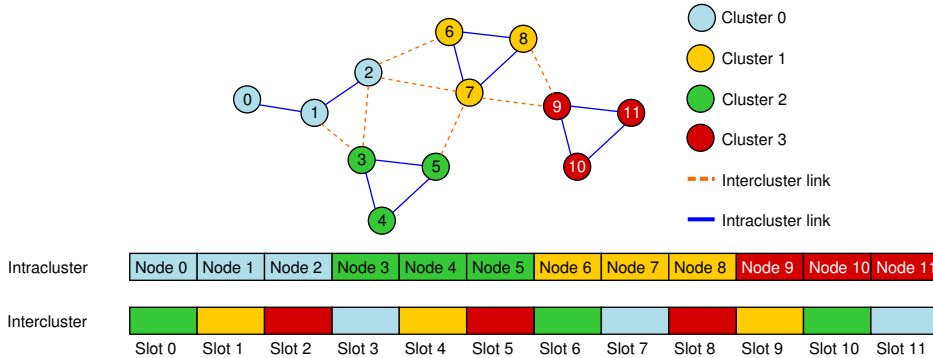 6
8
2
7
0
1
9
11
3
5
10
4
Cluster 0
Cluster 1
Cluster 2
Cluster 3
Intercluster link
Intracluster link
Intracluster Node 0 Node 1 Node 2 Node 3 Node 4 Node 5 Node 6 Node 7 Node 8 Node 9 Node 10 Node 11
Intercluster
Slot 0 Slot 1 Slot 2 Slot 3 Slot 4 Slot 5 Slot 6 Slot 7 Slot 8 Slot 9 Slot 10 Slot 11